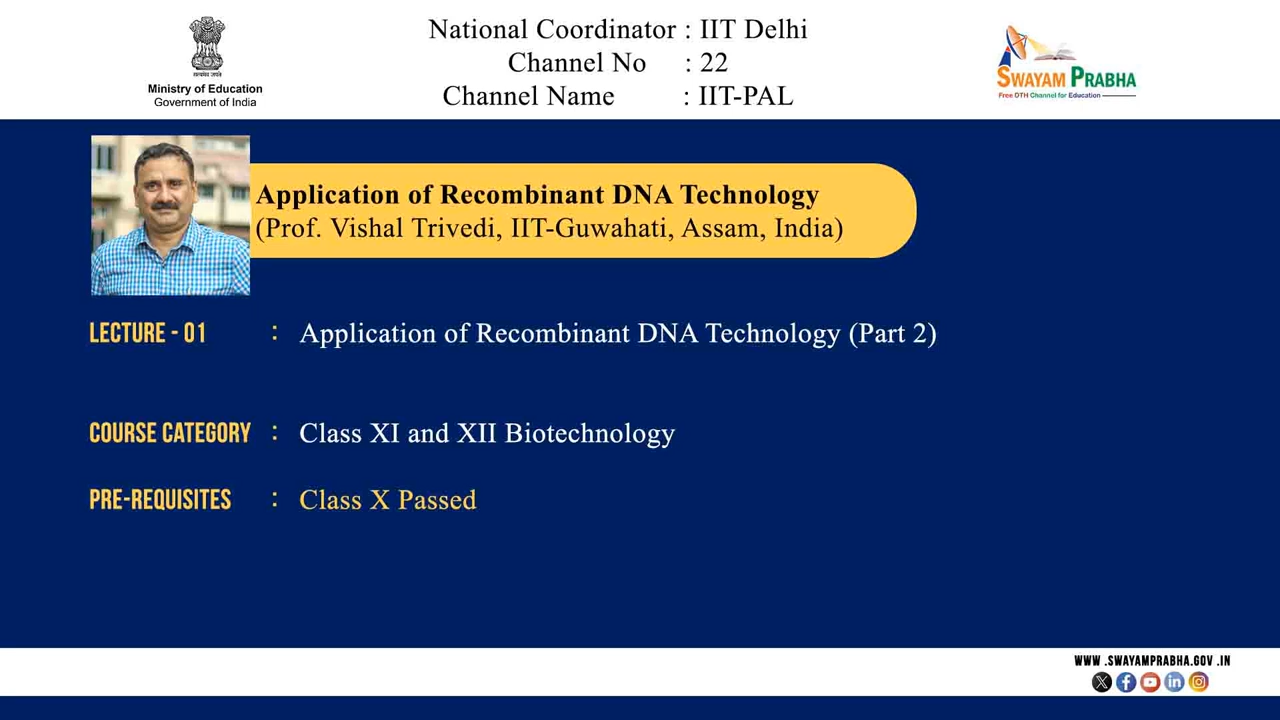 National Coordinator : IIT Delhi
Channel No : 22
Channel Name : IIT-PAL
सत्यमेव जयते
Ministry of Education
Government of India
SWAYAM PRABHA
Free DTH Channel for Education
Application of Recombinant DNA Technology
(Prof. Vishal Trivedi, IIT-Guwahati, Assam, India)
LECTURE - 01 : Application of Recombinant DNA Technology (Part 2)
COURSE CATEGORY : Class XI and XII Biotechnology
PRE-REQUISITES : Class X Passed
WWW .SWAYAMPRABHA.GOV .IN